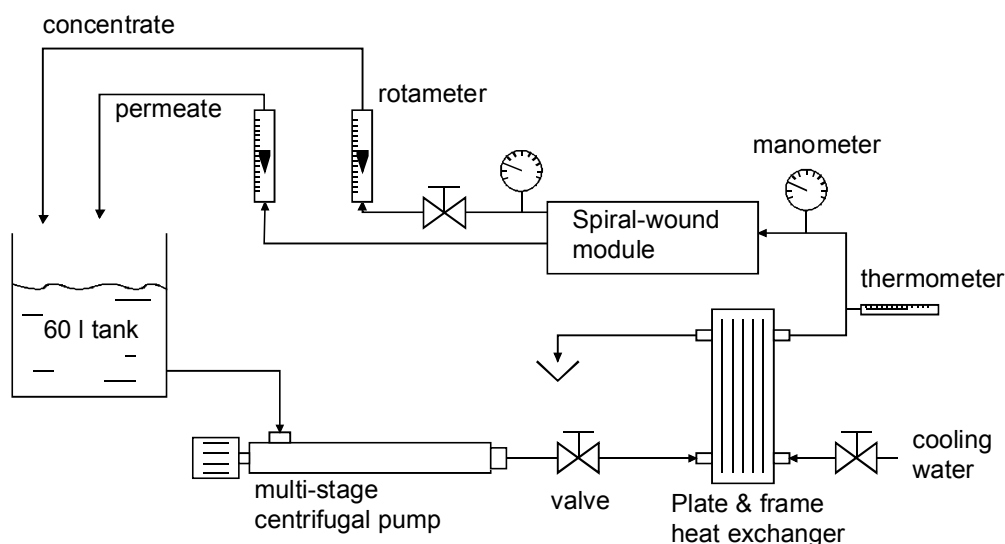 concentrate
permeate
rotameter
manometer
Spiral-wound
module
thermometer
60 l tank
multi-stage
centrifugal pump
valve
Plate & frame
heat exchanger
cooling
water